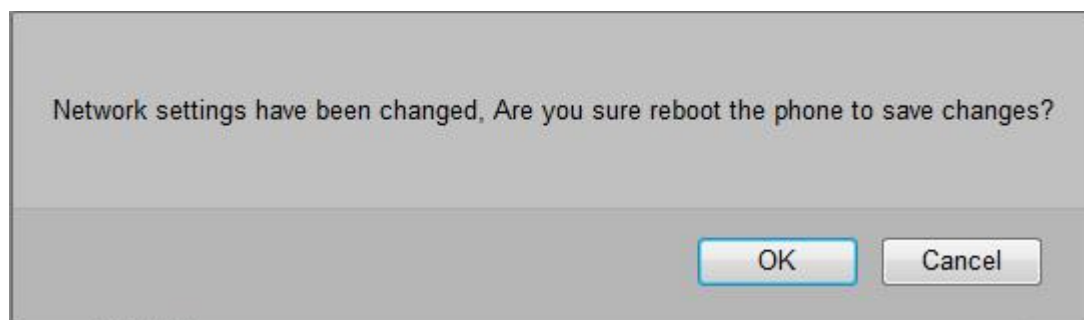 Network settings have been changed, Are you sure reboot the phone to save changes?
OK
Cancel